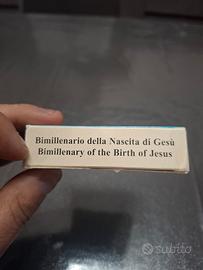 Bimillenario della Nascita di Gesù
Bimillenary of the Birth of Jesus
subito